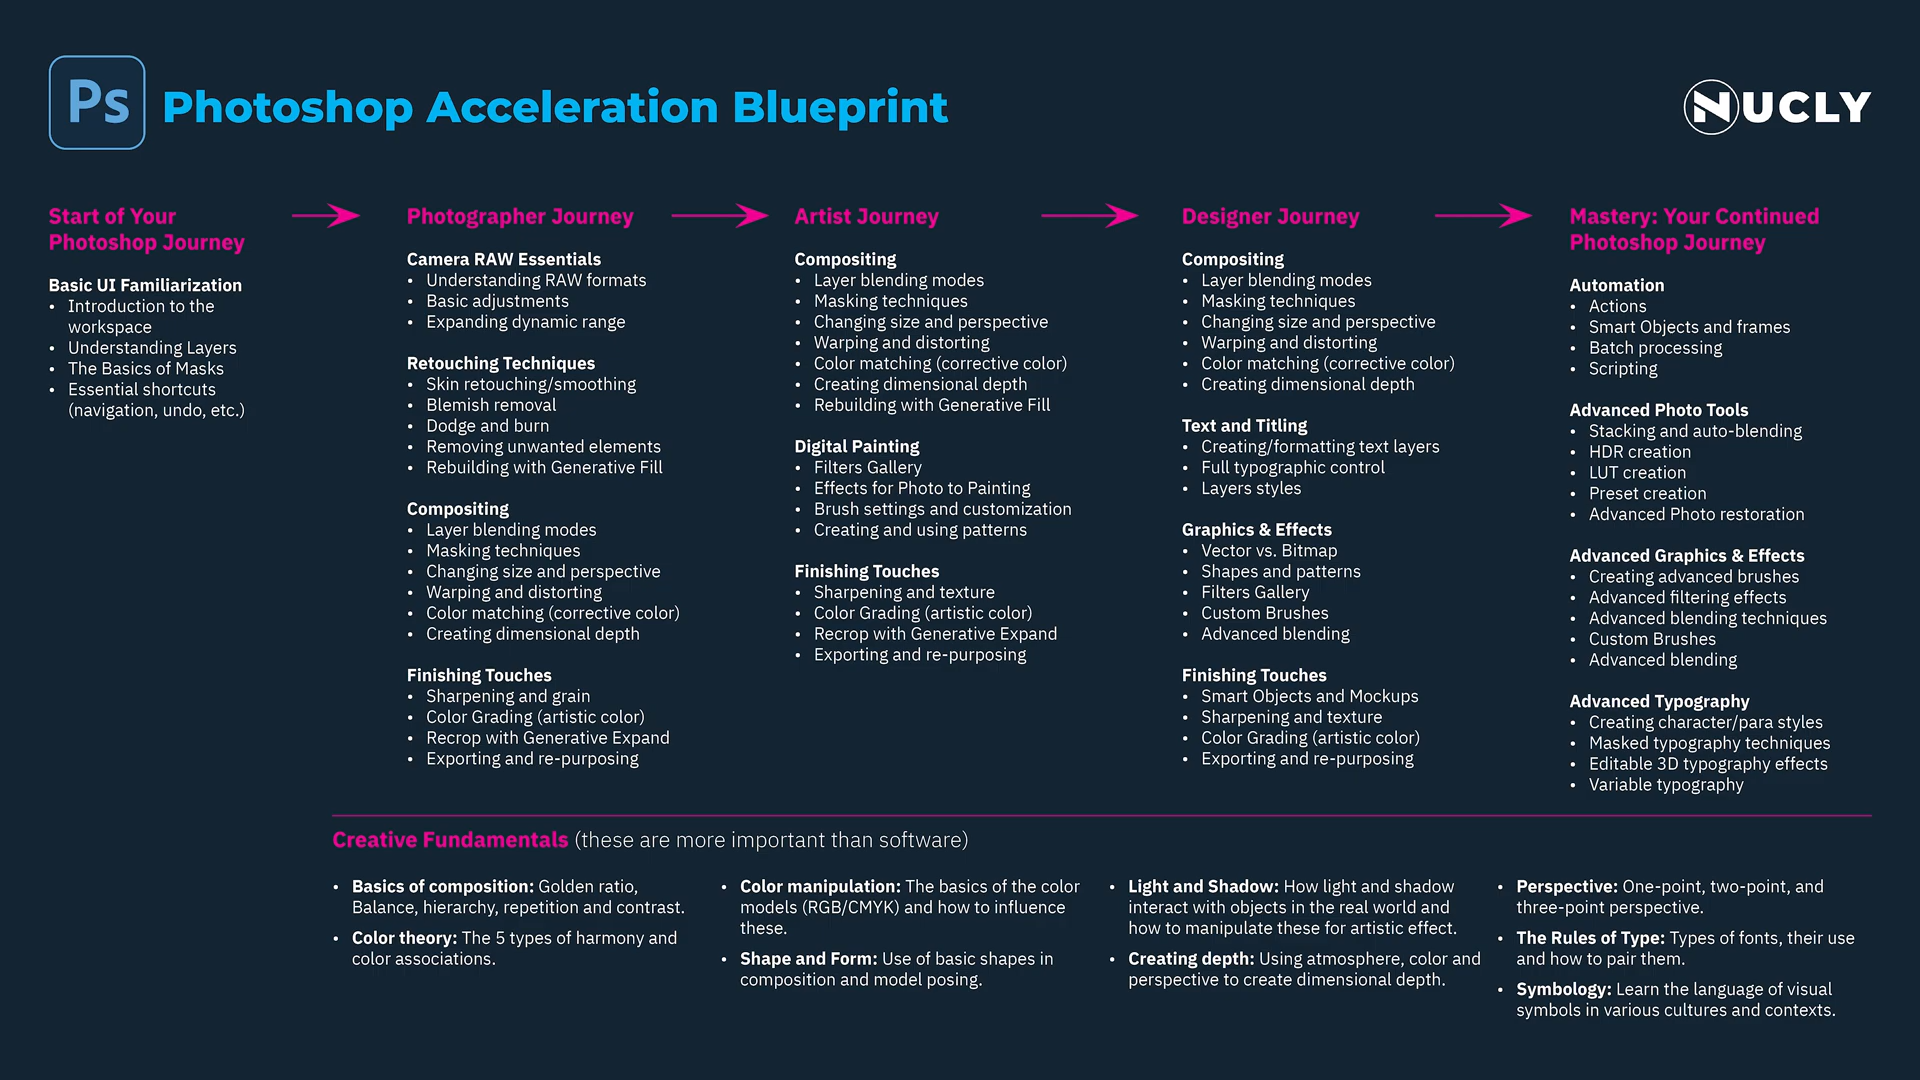 Ps
Photoshop Acceleration Blueprint
NUCLY
Start of Your
Photoshop Journey
Basic UI Familiarization
• Introduction to the
workspace
• Understanding Layers
• The Basics of Masks
• Essential shortcuts
(navigation, undo, etc.)
Photographer Journey
Camera RAW Essentials
• Understanding RAW formats
• Basic adjustments
• Expanding dynamic range
Retouching Techniques
• Skin retouching/smoothing
• Blemish removal
• Dodge and burn
• Removing unwanted elements
• Rebuilding with Generative Fill
Compositing
• Layer blending modes
• Masking techniques
• Changing size and perspective
• Warping and distorting
• Color matching (corrective color)
• Creating dimensional depth
Finishing Touches
• Sharpening and grain
• Color Grading (artistic color)
• Recrop with Generative Expand
• Exporting and re-purposing
Artist Journey
Compositing
• Layer blending modes
• Masking techniques
• Changing size and perspective
• Warping and distorting
• Color matching (corrective color)
• Creating dimensional depth
• Rebuilding with Generative Fill
Digital Painting
• Filters Gallery
• Effects for Photo to Painting
• Brush settings and customization
• Creating and using patterns
Finishing Touches
• Sharpening and texture
• Color Grading (artistic color)
• Recrop with Generative Expand
• Exporting and re-purposing
Designer Journey
Compositing
• Layer blending modes
• Masking techniques
• Changing size and perspective
• Warping and distorting
• Color matching (corrective color)
• Creating dimensional depth
Text and Titling
• Creating/formatting text layers
• Full typographic control
• Layers styles
Graphics & Effects
• Vector vs. Bitmap
• Shapes and patterns
• Filters Gallery
• Custom Brushes
• Advanced blending
Finishing Touches
• Smart Objects and Mockups
• Sharpening and texture
• Color Grading (artistic color)
• Exporting and re-purposing
Mastery: Your Continued
Photoshop Journey
Automation
• Actions
• Smart Objects and frames
• Batch processing
• Scripting
Advanced Photo Tools
• Stacking and auto-blending
• HDR creation
• LUT creation
• Preset creation
• Advanced Photo restoration
Advanced Graphics & Effects
• Creating advanced brushes
• Advanced filtering effects
• Advanced blending techniques
• Custom Brushes
• Advanced blending
Advanced Typography
• Creating character/para styles
• Masked typography techniques
• Editable 3D typography effects
• Variable typography
Creative Fundamentals (these are more important than software)
• Basics of composition: Golden ratio,
Balance, hierarchy, repetition and contrast.
• Color theory: The 5 types of harmony and
color associations.
• Color manipulation: The basics of the color
models (RGB/CMYK) and how to influence
these.
• Shape and Form: Use of basic shapes in
composition and model posing.
• Light and Shadow: How light and shadow
interact with objects in the real world and
how to manipulate these for artistic effect.
• Creating depth: Using atmosphere, color and
perspective to create dimensional depth.
• Perspective: One-point, two-point, and
three-point perspective.
• The Rules of Type: Types of fonts, their use
and how to pair them.
• Symbology: Learn the language of visual
symbols in various cultures and contexts.